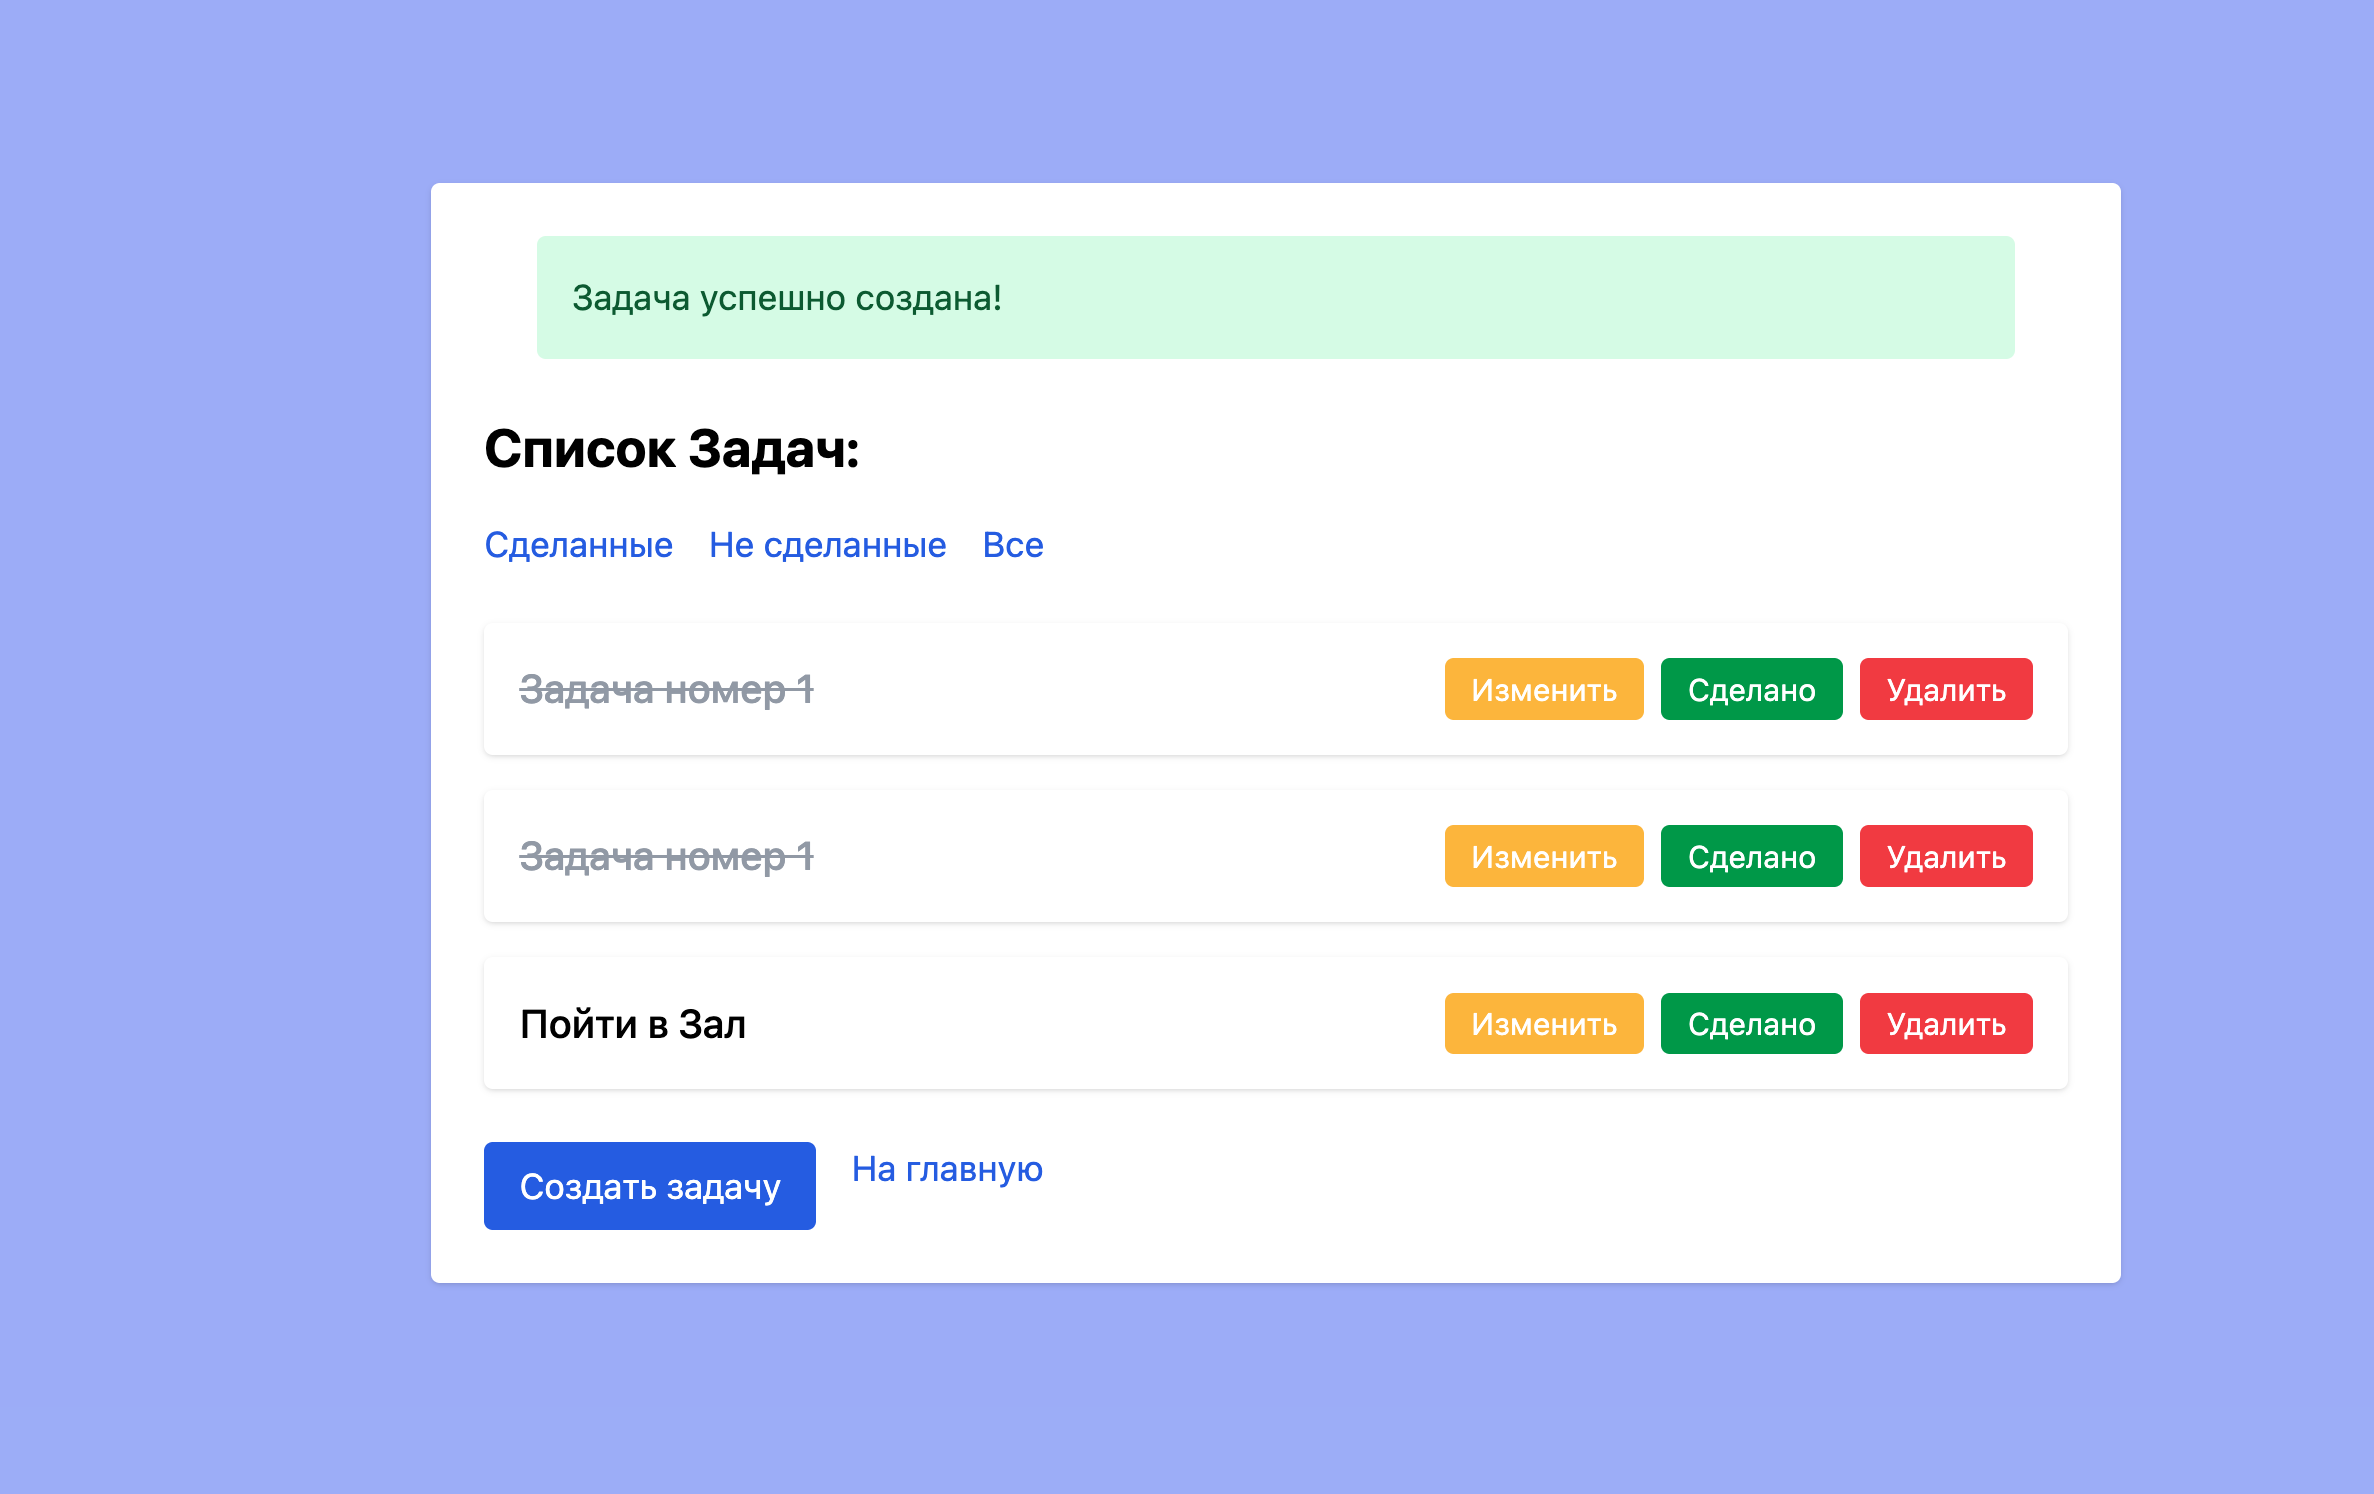 Задача успешно создана!
Список Задач:
Сделанные Не сделанные Все
Задача номер 1 Изменить Сделано Удалить
Задача номер 1 Изменить Сделано Удалить
Пойти в Зал Изменить Сделано Удалить
Создать задачу На главную